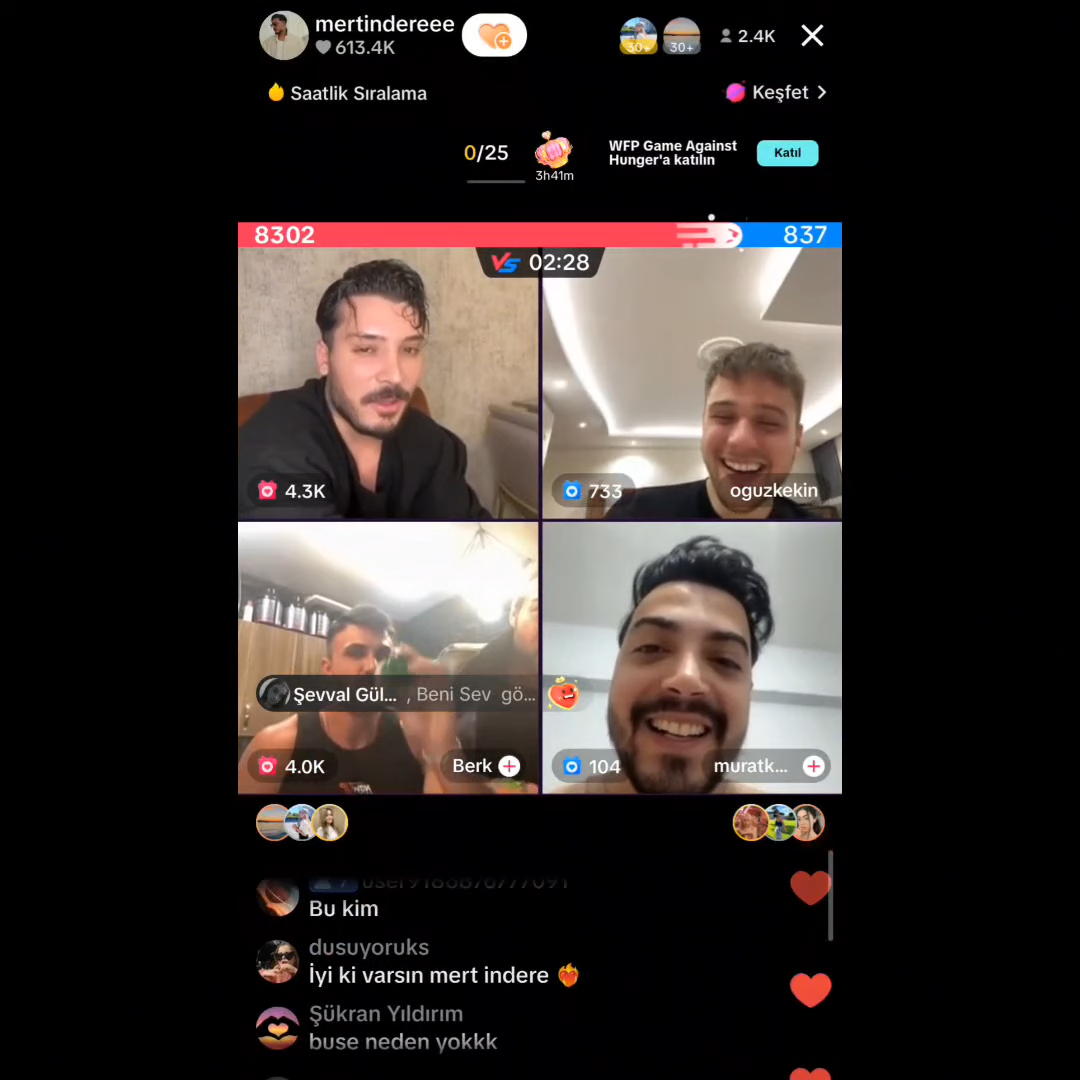 mertindereee
613.4K
30+
30+
2.4K
Saatlik Sıralama
Keşfet
0/25
3h41m
WFP Game Against
Hunger'a katılın
Katıl
8302
837
VS 02:28
4.3K
733
oguzkekin
Şevval Gül... , Beni Sev gö...
4.0K
Berk
104
muratk...
Bu kim
dusuyoruks
İyi ki varsın mert indere
Şükran Yıldırım
buse neden yokkk